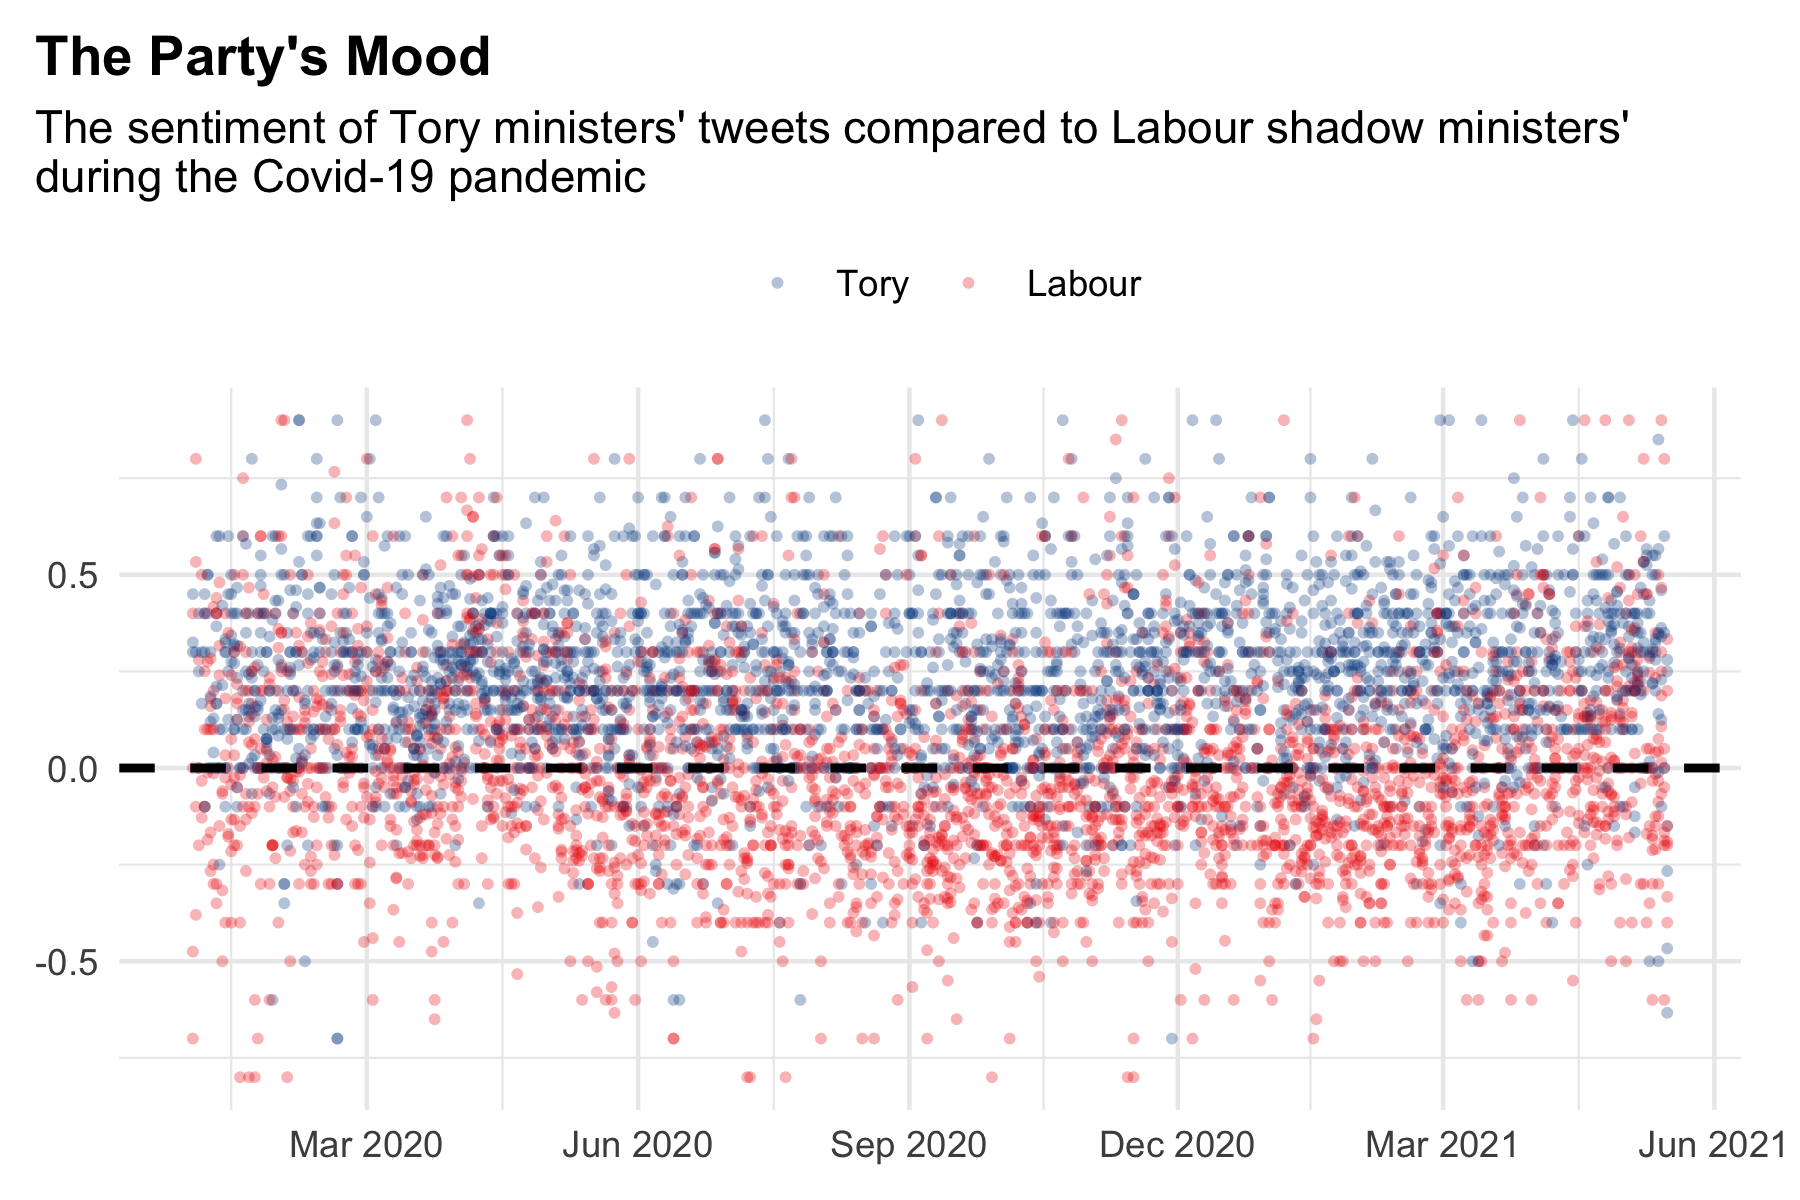 The Party's Mood
The sentiment of Tory ministers' tweets compared to Labour shadow ministers'
during the Covid-19 pandemic
Tory Labour
0.5
0.0
-0.5
Mar 2020 Jun 2020 Sep 2020 Dec 2020 Mar 2021 Jun 2021